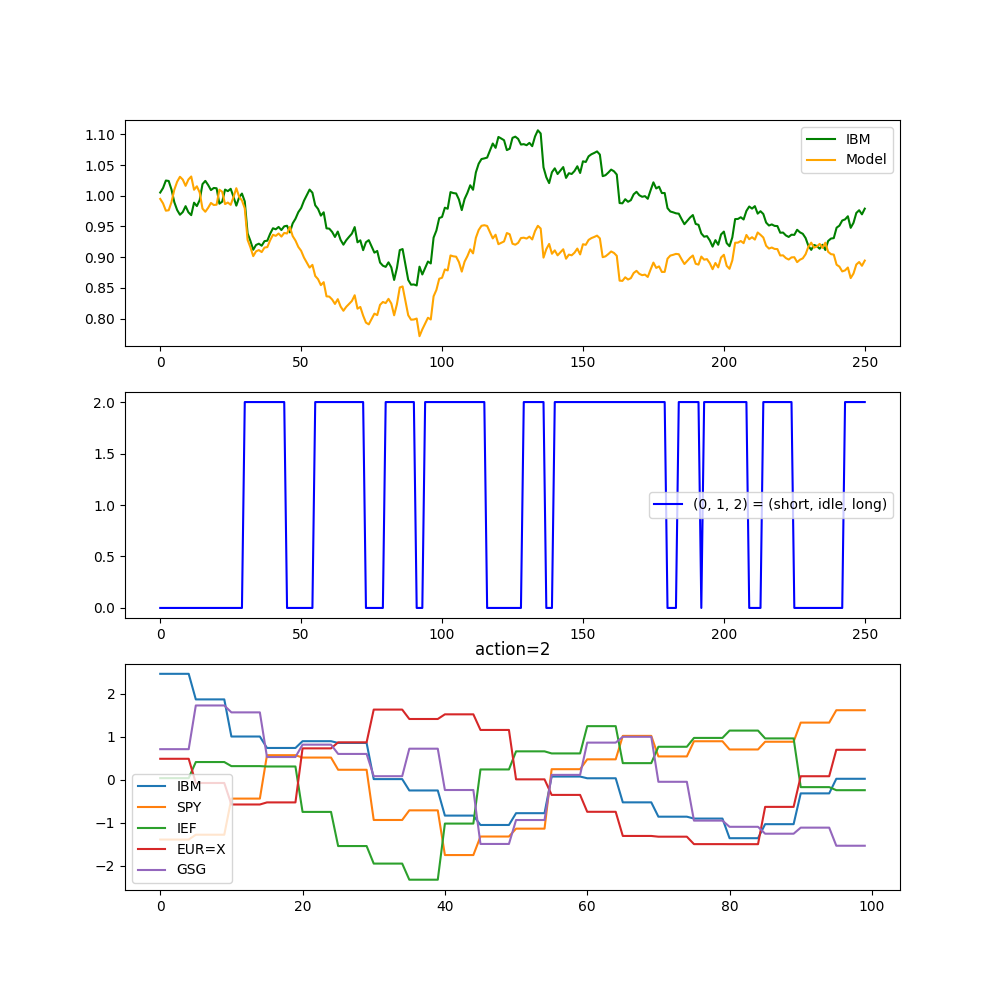 1.10
1.05
1.00
0.95
0.90
0.85
0.80
IBM
Model
0 50 100 150 200 250
2.0
1.5
1.0
0.5
0.0
(0, 1, 2) = (short, idle, long)
0 50 100 150 200 250
action=2
2
1
0
−1
−2
IBM
SPY
IEF
EUR=X
GSG
0 20 40 60 80 100